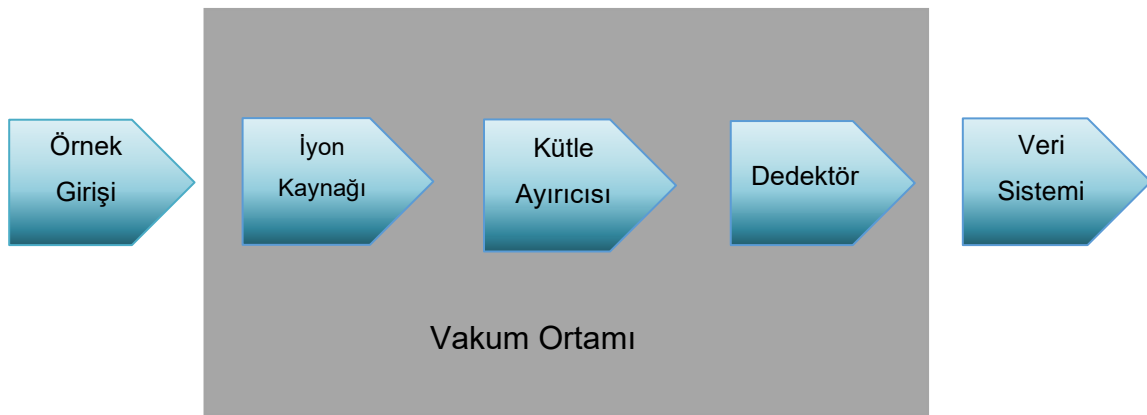 Örnek
Girişi
İyon
Kaynağı
Kütle
Ayırıcısı
Dedektör
Veri
Sistemi
Vakum Ortamı